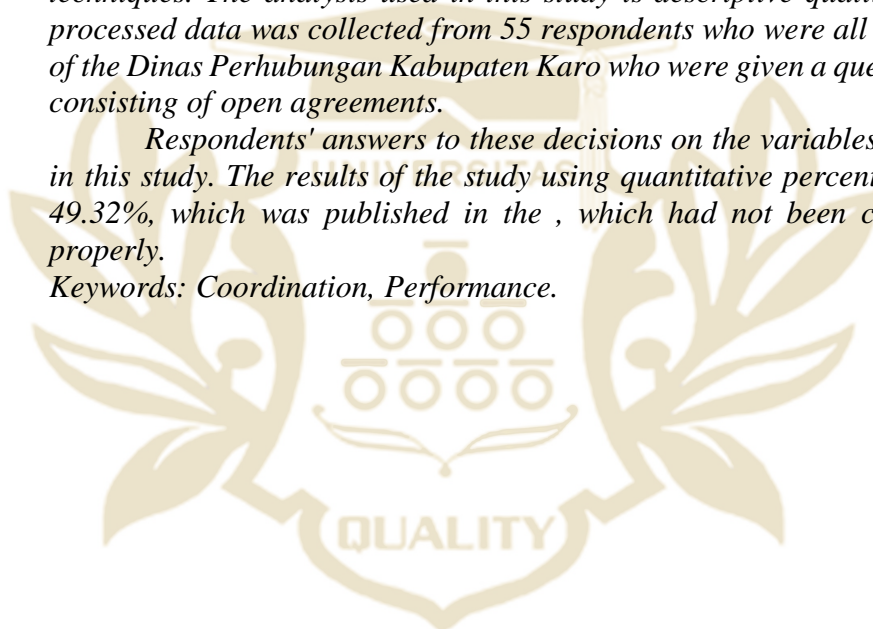 techniques. The analysis used in this study is descriptive
processed data was collected from 55 respondents who were all
of the Dinas Perhubungan Kabupaten Karo who were given a
consisting of open agreements.
Respondents' answers to these decisions on the variables
in this study. The results of the study using quantitative
49.32%, which was published in the , which had not been
properly.
Keywords: Coordination, Performance.
UNIVERSITAS
QUALITY